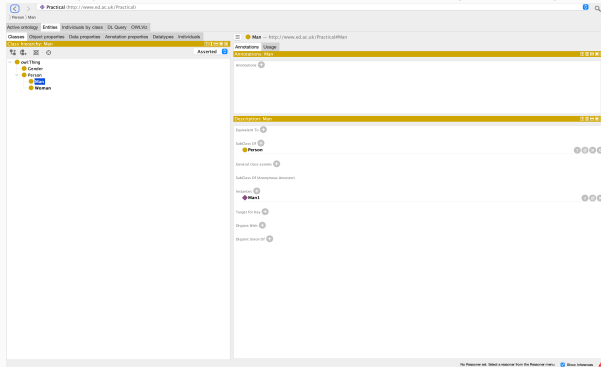 Practical (http://www.ed.ac.uk/Practical)
Person Man
Active ontology Entities Individuals by class DL Query OWLViz
Classes Object properties Data properties Annotation properties Datatypes Individuals
Class hierarchy: Man
Asserted
owl:Thing
Gender
Person
Man
Woman
Man — http://www.ed.ac.uk/Practical#Man
Annotations Usage
Annotations: Man
Annotations
Description: Man
Equivalent To
SubClass Of
Person
General class axioms
SubClass Of (Anonymous Ancestor)
Instances
Man1
Target for Key
Disjoint With
Disjoint Union Of
No Reasoner set. Select a reasoner from the Reasoner menu Show Inferences